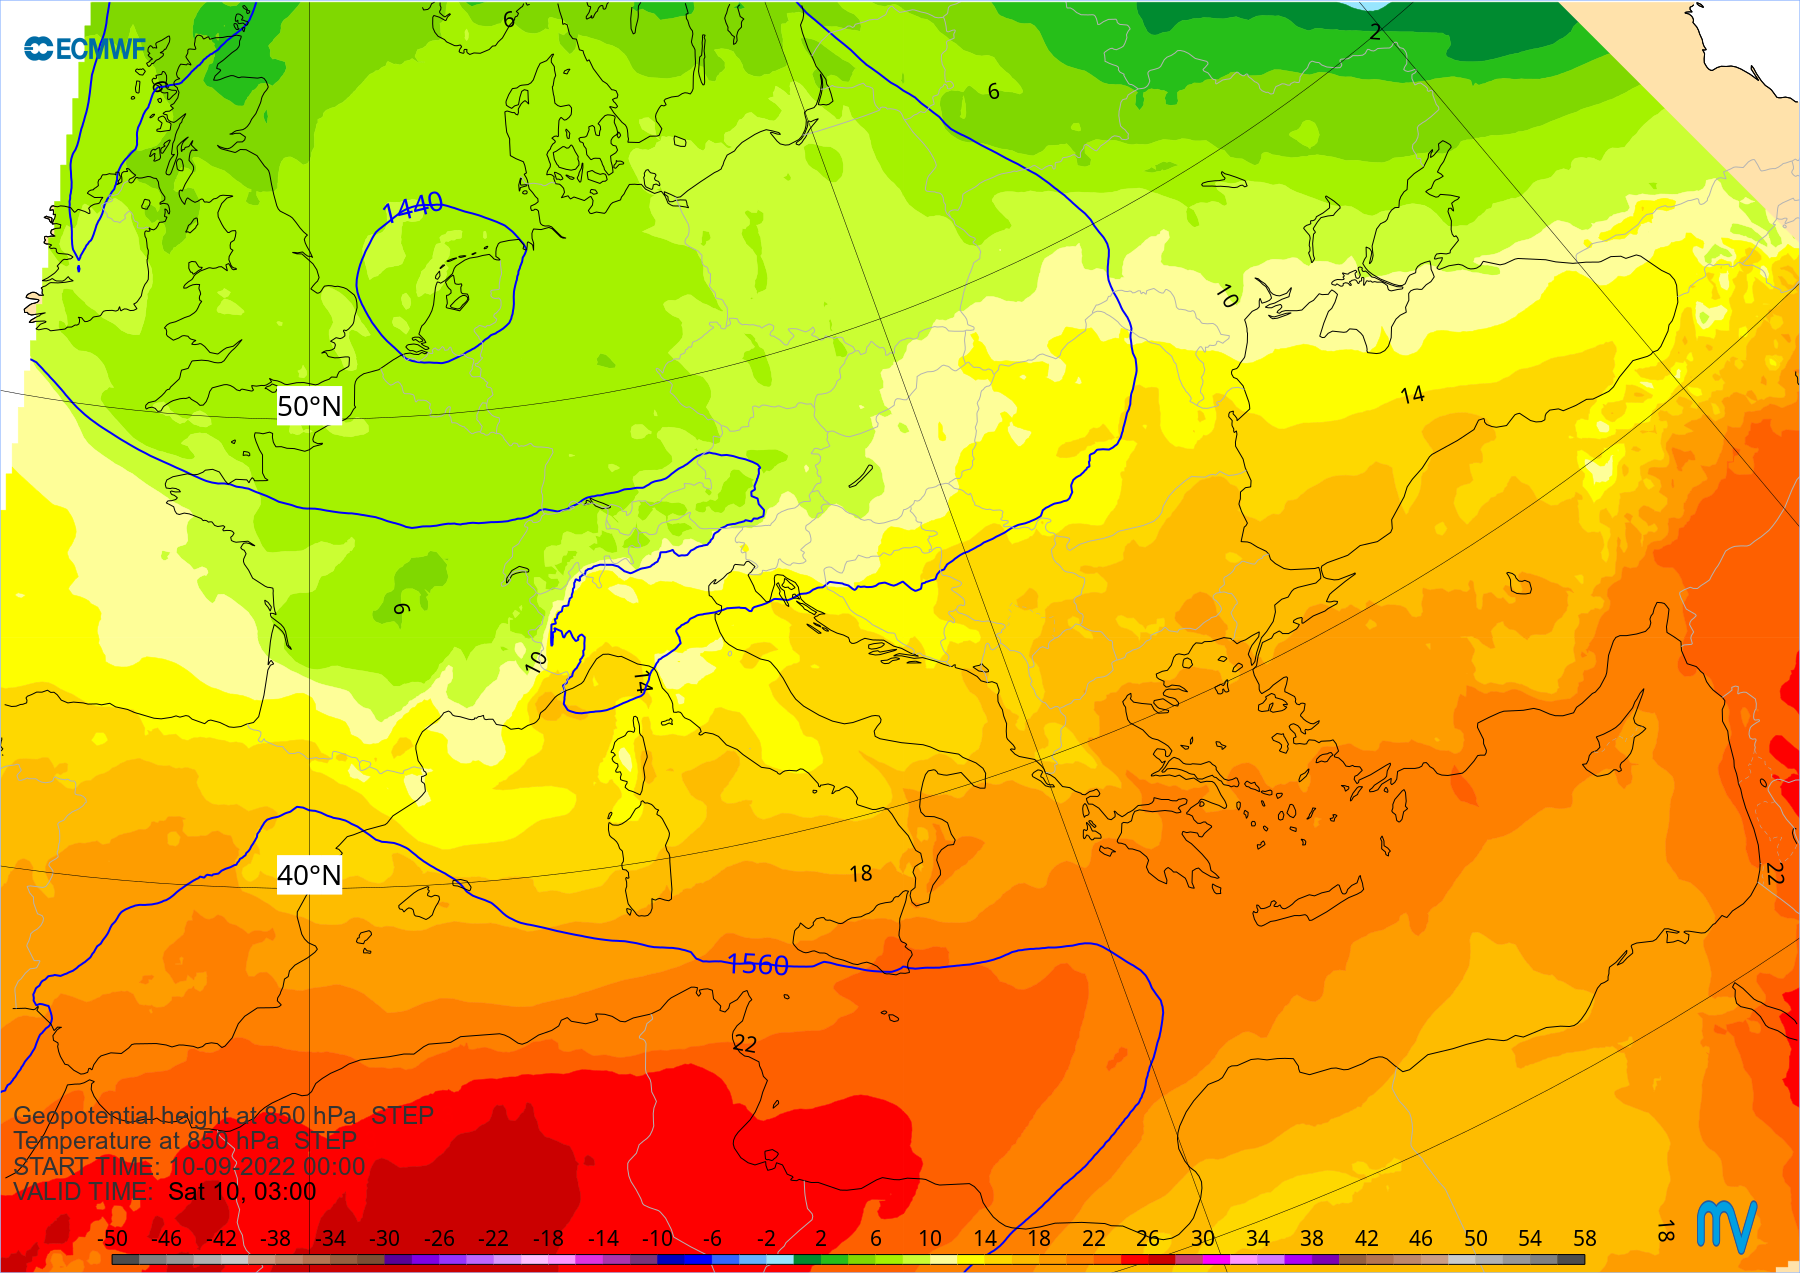 ECMWF
6
6
2
6
1440
10
14
50°N
6
10
14
18
40°N
22
1560
22
Geopotential height at 850 hPa STEP
Temperature at 850 hPa STEP
START TIME: 10-09-2022 00:00
VALID TIME: Sat 10, 03:00
18
-50 -46 -42 -38 -34 -30 -26 -22 -18 -14 -10 -6 -2 2 6 10 14 18 22 26 30 34 38 42 46 50 54 58